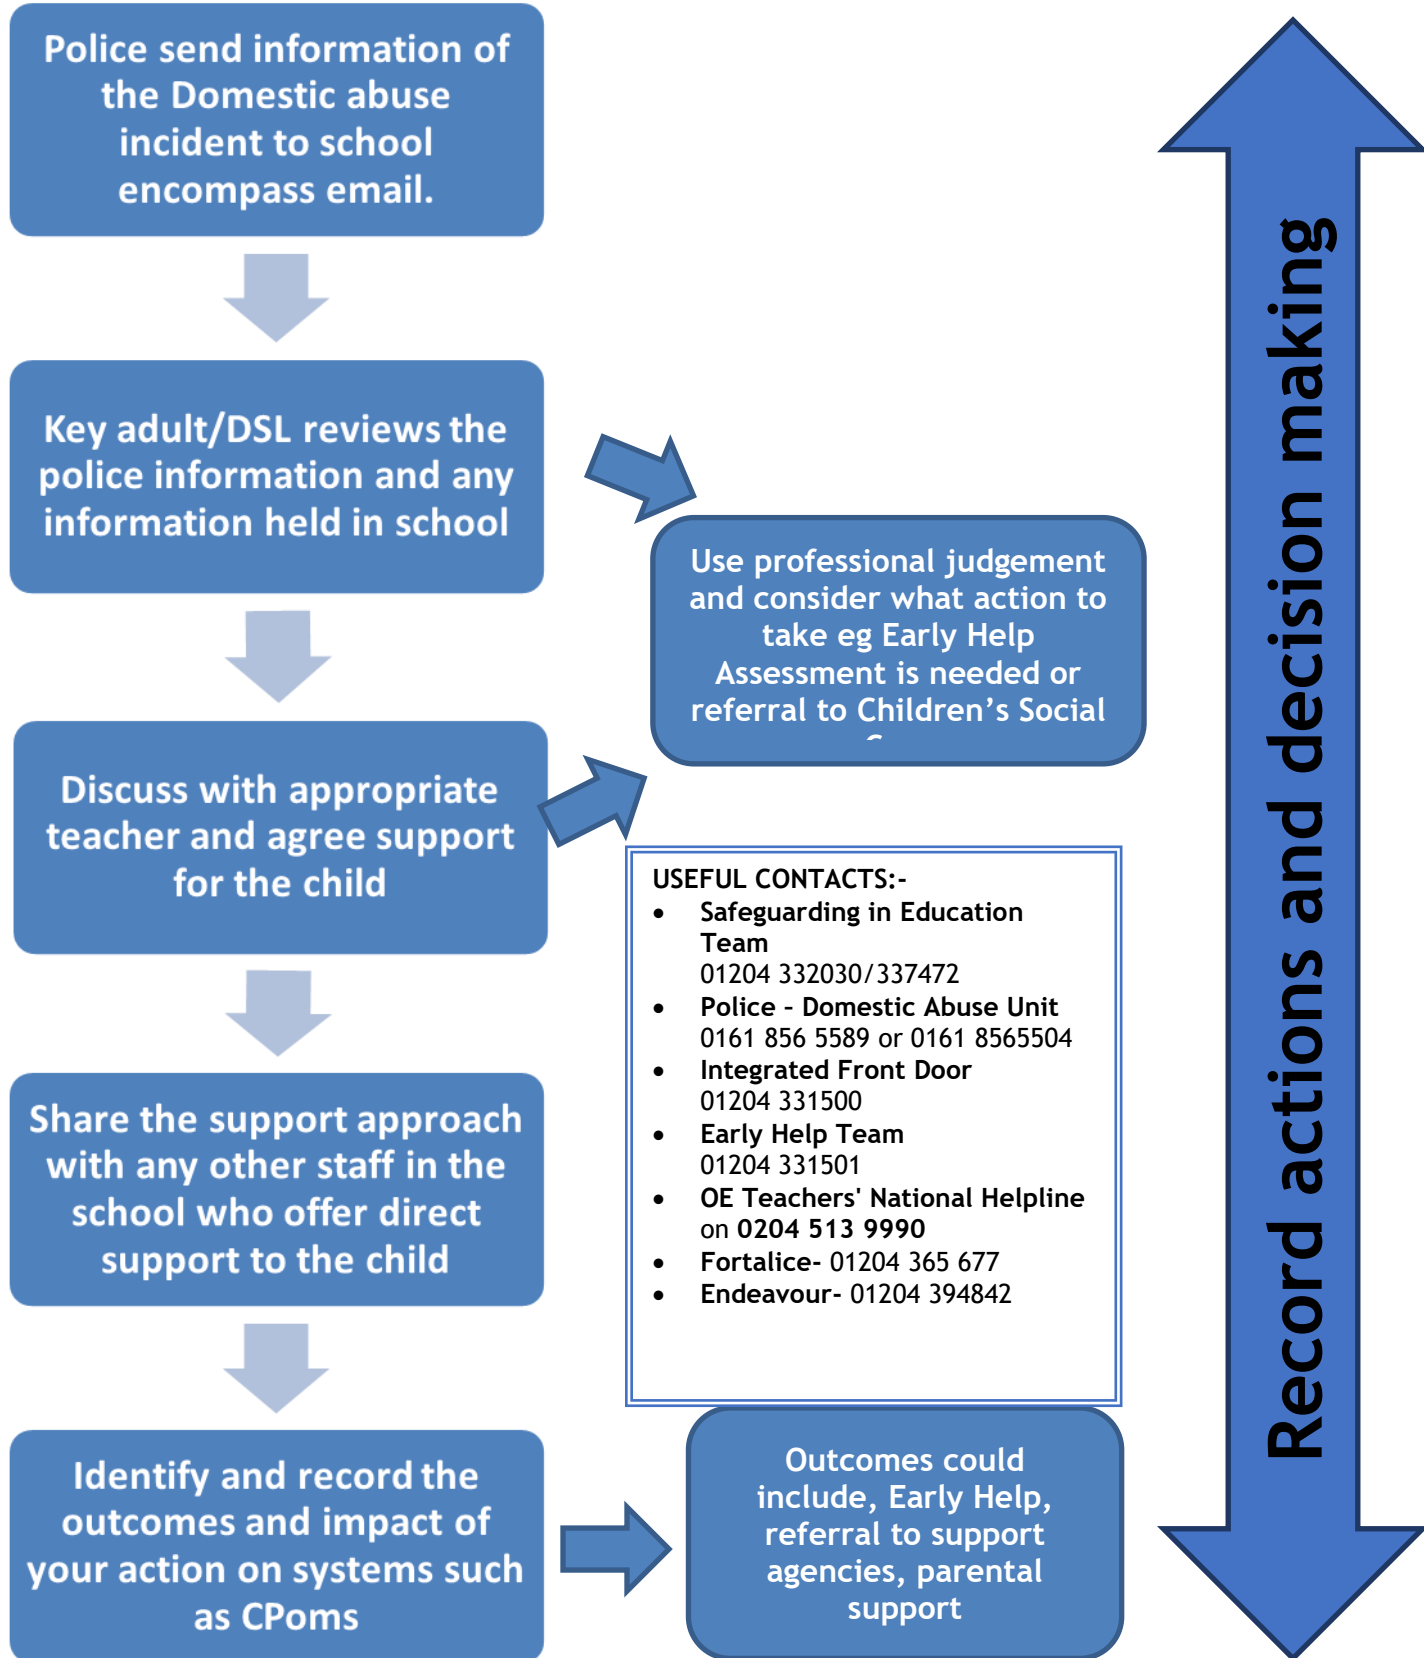 Police send information of
the Domestic abuse
incident to school
encompass email.
Key adult/DSL reviews the
police information and any
information held in school
Use professional judgement
and consider what action to
take eg Early Help
Assessment is needed or
referral to Children’s Social
Discuss with appropriate
teacher and agree support
for the child
USEFUL CONTACTS:-
• Safeguarding in Education
Team
01204 332030/337472
• Police – Domestic Abuse Unit
0161 856 5589 or 0161 8565504
• Integrated Front Door
01204 331500
• Early Help Team
01204 331501
• OE Teachers' National Helpline
on 0204 513 9990
• Fortalice- 01204 365 677
• Endeavour- 01204 394842
Share the support approach
with any other staff in the
school who offer direct
support to the child
Identify and record the
outcomes and impact of
your action on systems such
as CPoms
Outcomes could
include, Early Help,
referral to support
agencies, parental
support
Record actions and decision making